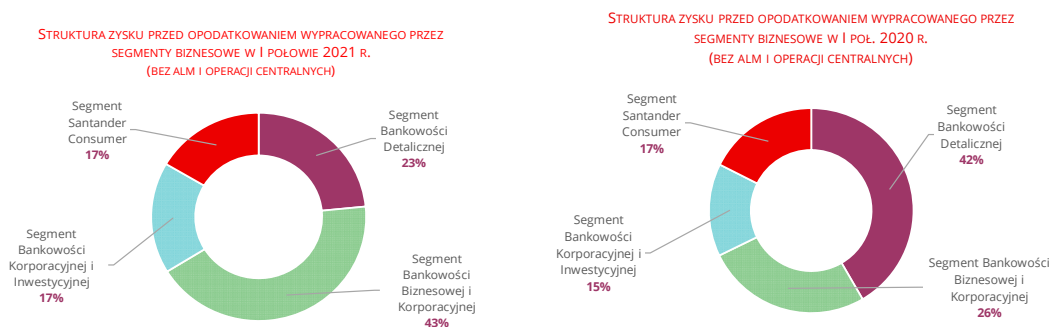 STRUKTURA ZYSKU PRZED OPODATKOWANIEM WYPRACOWANEGO PRZEZ
SEGMENTY BIZNESOWE W I POŁOWIE 2021 R.
(BEZ ALM I OPERACJI CENTRALNYCH)
Segment
Santander
Consumer
17%
Segment
Bankowości
Detalicznej
23%
Segment
Bankowości
Korporacyjnej i
Inwestycyjnej
17%
Segment
Bankowości
Biznesowej i
Korporacyjnej
43%
STRUKTURA ZYSKU PRZED OPODATKOWANIEM WYPRACOWANEGO PRZEZ
SEGMENTY BIZNESOWE W I POŁ. 2020 R.
(BEZ ALM I OPERACJI CENTRALNYCH)
Segment
Santander
Consumer
17%
Segment
Bankowości
Detalicznej
42%
Segment
Bankowości
Korporacyjnej i
Inwestycyjnej
15%
Segment Bankowości
Biznesowej i
Korporacyjnej
26%